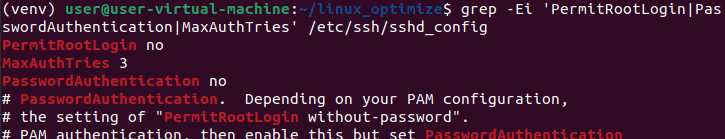 (venv) user@user-virtual-machine:~/linux_optimize$ grep -Ei 'PermitRootLogin|Pas
swordAuthentication|MaxAuthTries' /etc/ssh/sshd_config
PermitRootLogin no
MaxAuthTries 3
PasswordAuthentication no
# PasswordAuthentication.  Depending on your PAM configuration,
# the setting of "PermitRootLogin without-password".
# PAM authentication, then enable this but set PasswordAuthentication